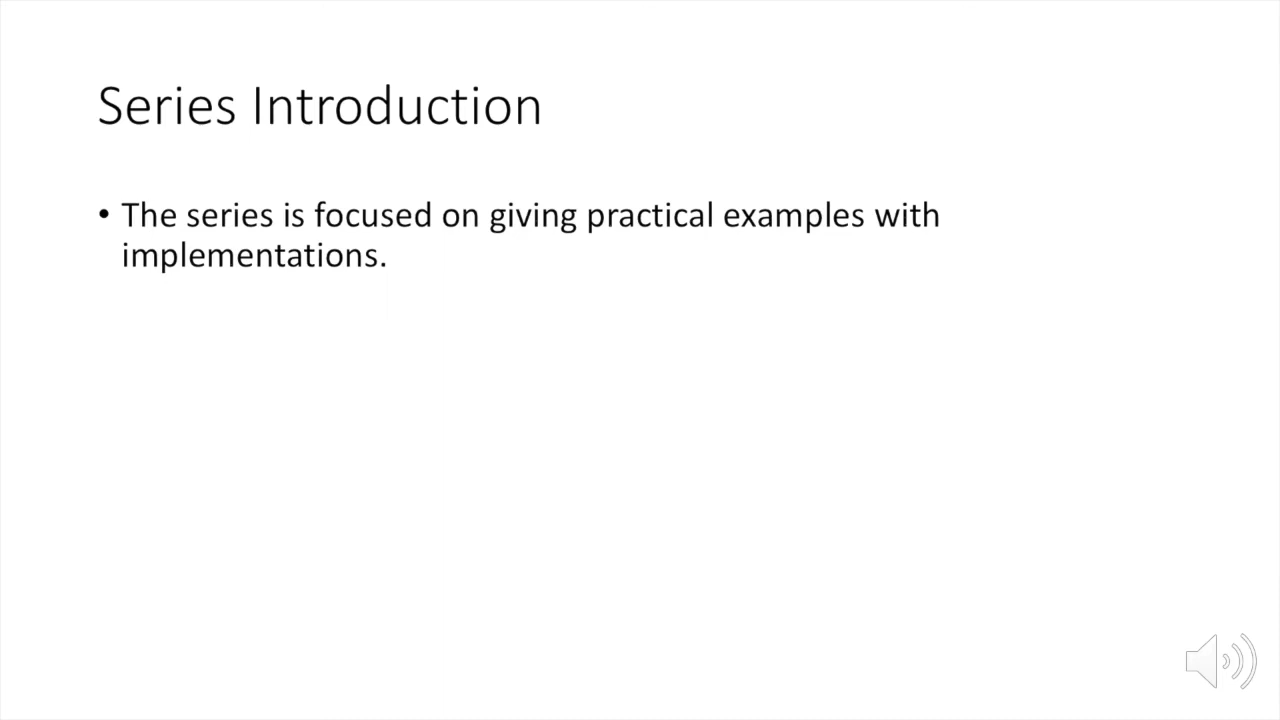 Series Introduction
• The series is focused on giving practical examples with
implementations.